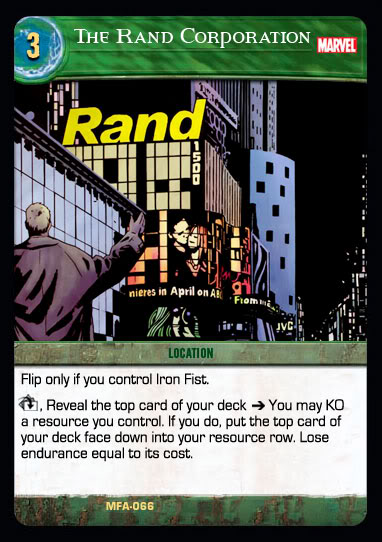 3
The Rand Corporation
MARVEL
Rand
1500
nieres in April on AB
From
JVC
LOCATION
Flip only if you control Iron Fist.
, Reveal the top card of your deck ➔ You may KO
a resource you control. If you do, put the top card of
your deck face down into your resource row. Lose
endurance equal to its cost.
MFA-066